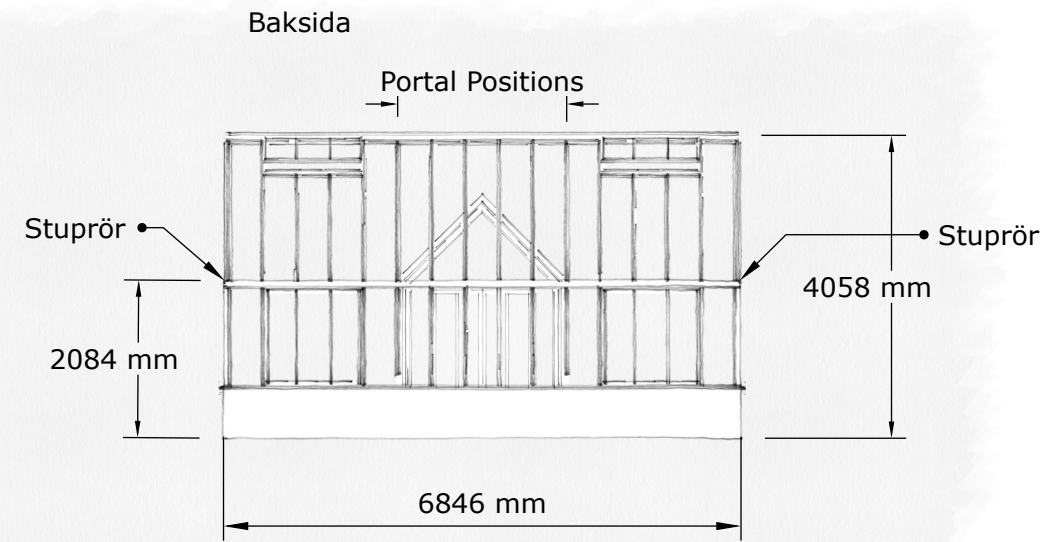 Baksida
Portal Positions
Stuprör
Stuprör
4058 mm
2084 mm
6846 mm